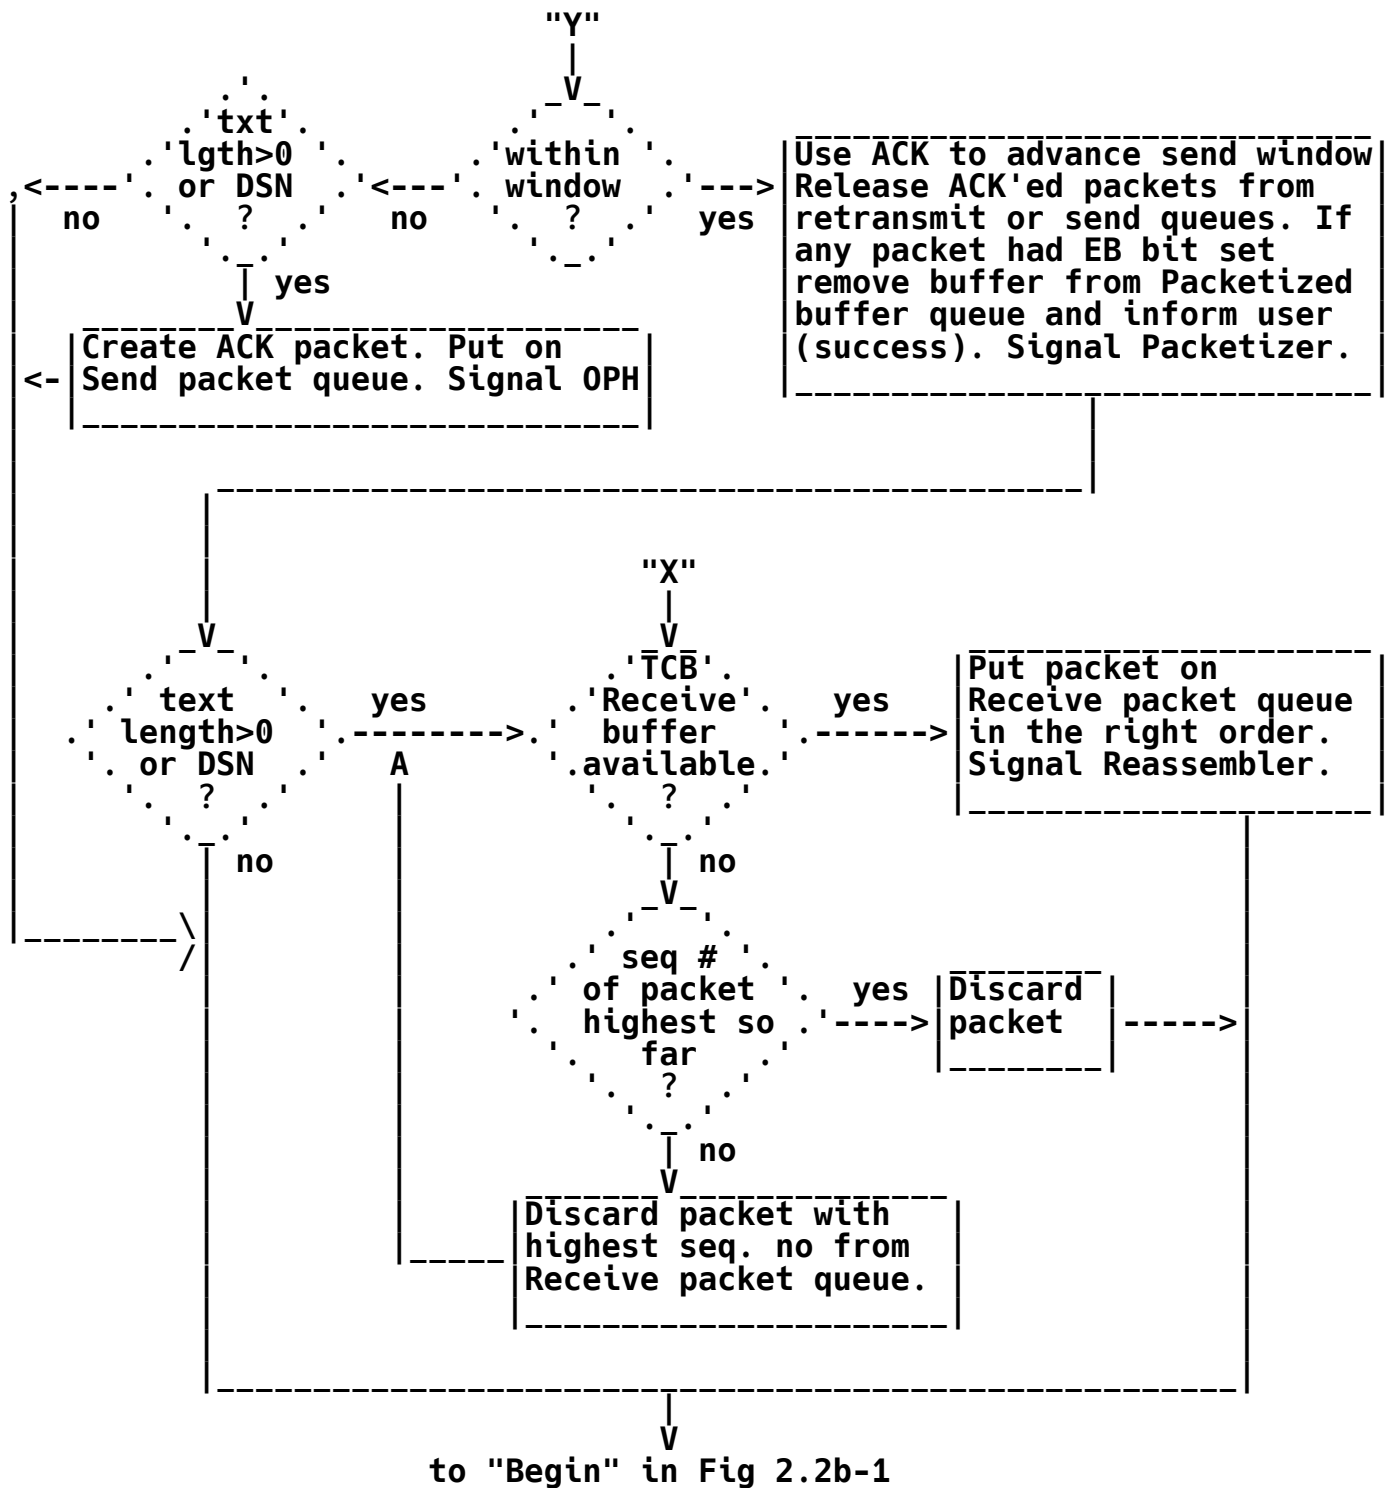 "Y"
txt
lgth>0
or DSN
?
no
yes
within
window
?
no
yes
Use ACK to advance send window
Release ACK'ed packets from
retransmit or send queues. If
any packet had EB bit set
remove buffer from Packetized
buffer queue and inform user
(success). Signal Packetizer.
Create ACK packet. Put on
Send packet queue. Signal OPH
"X"
text
length>0
or DSN
?
yes
no
TCB
Receive
buffer
available
?
yes
no
Put packet on
Receive packet queue
in the right order.
Signal Reassembler.
seq #
of packet
highest so
far
?
yes
no
Discard
packet
Discard packet with
highest seq. no from
Receive packet queue.
to "Begin" in Fig 2.2b-1